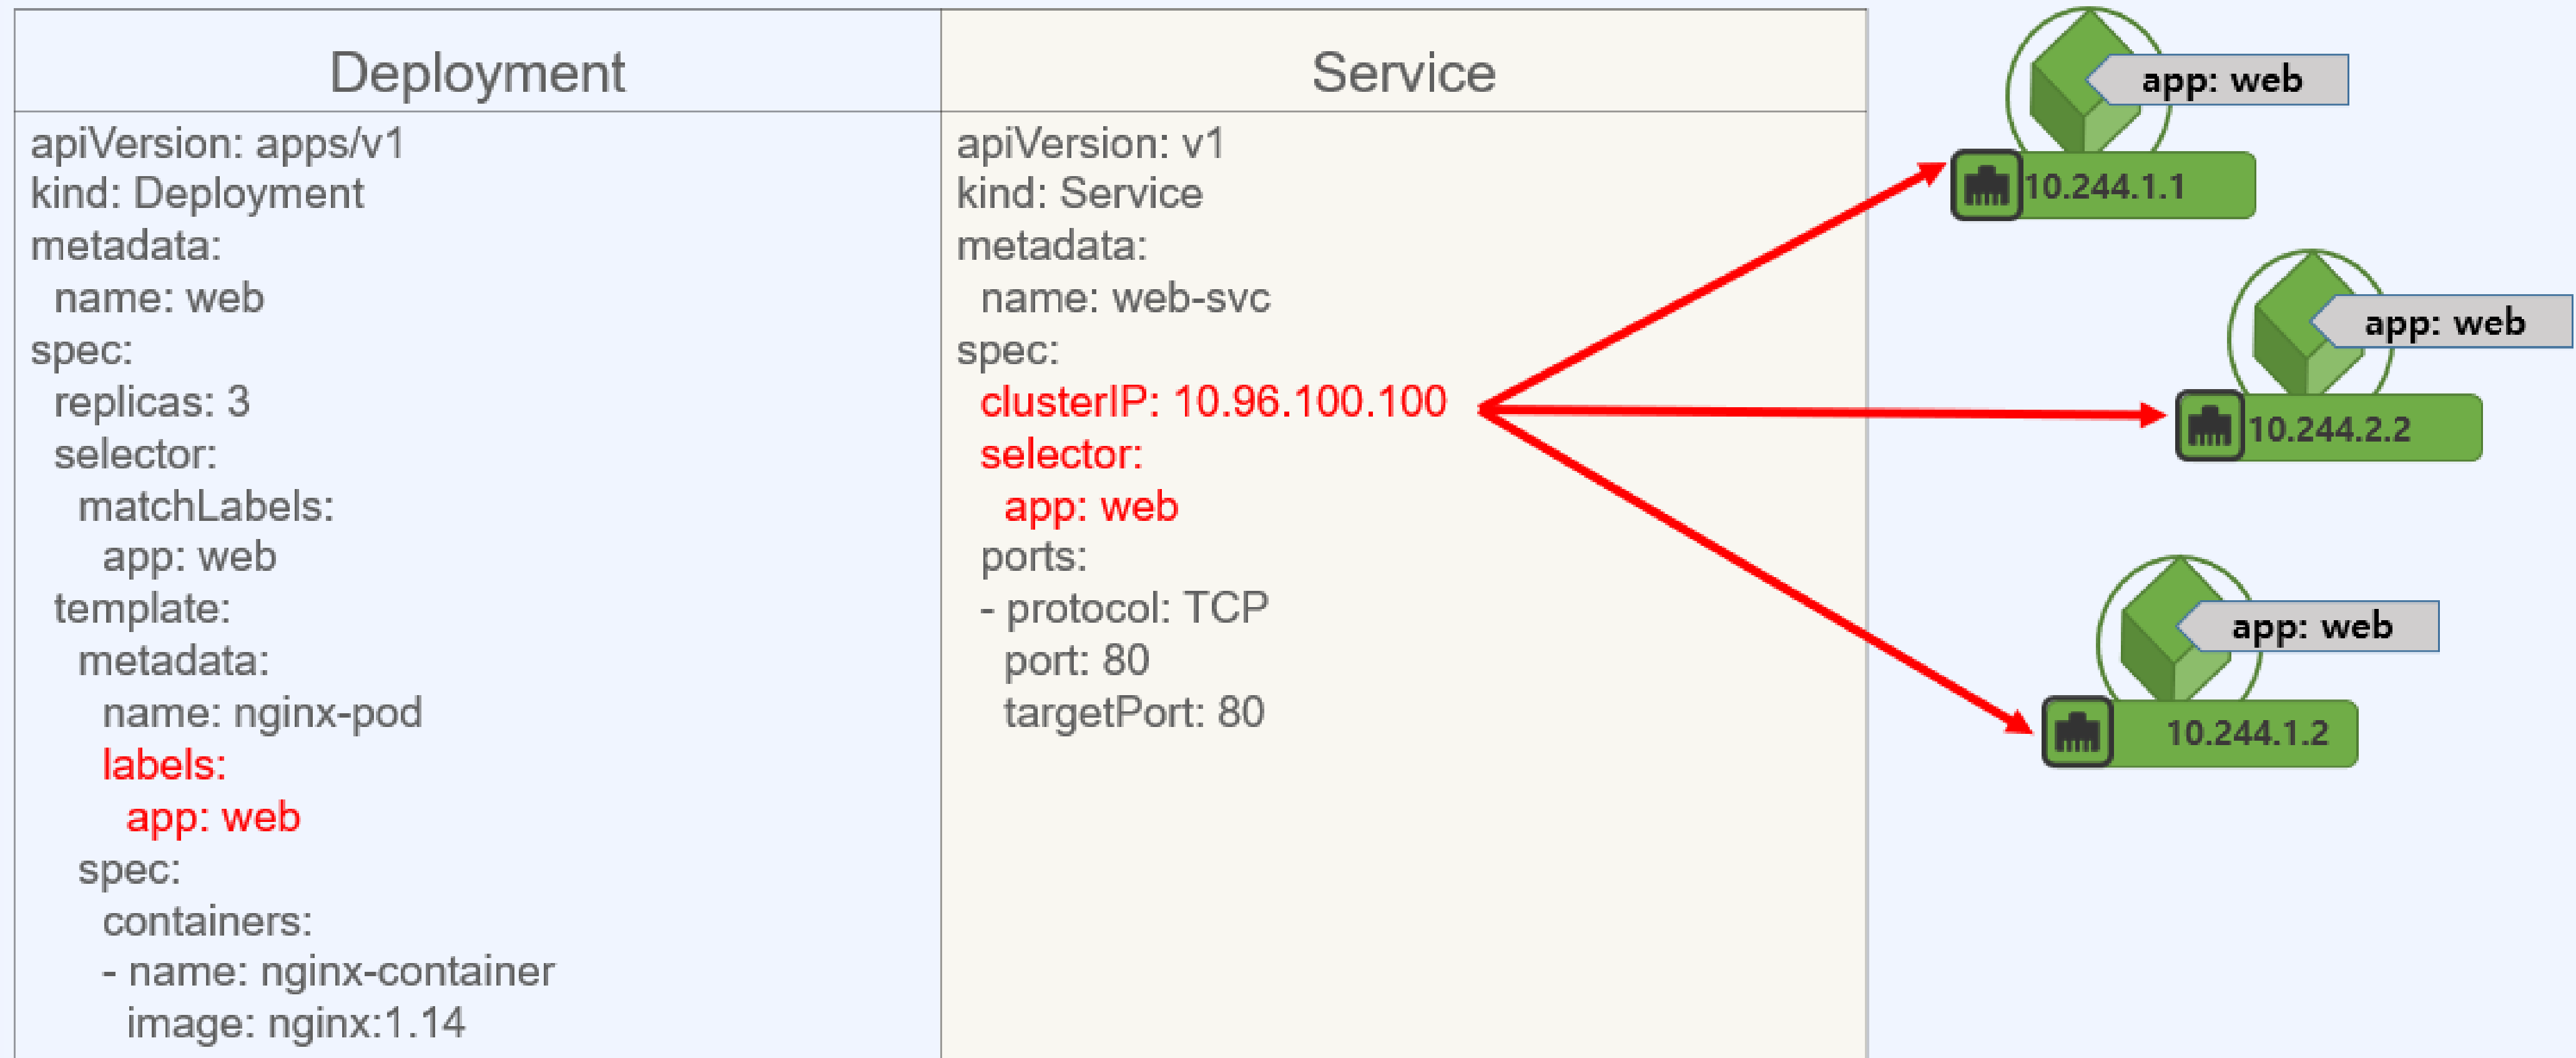 Deployment
apiVersion: apps/v1
kind: Deployment
metadata:
  name: web
spec:
  replicas: 3
  selector:
    matchLabels:
      app: web
  template:
    metadata:
      name: nginx-pod
      labels:
        app: web
    spec:
      containers:
      - name: nginx-container
        image: nginx:1.14
Service
apiVersion: v1
kind: Service
metadata:
  name: web-svc
spec:
  clusterIP: 10.96.100.100
  selector:
    app: web
  ports:
  - protocol: TCP
    port: 80
    targetPort: 80
app: web
10.244.1.1
app: web
10.244.2.2
app: web
10.244.1.2